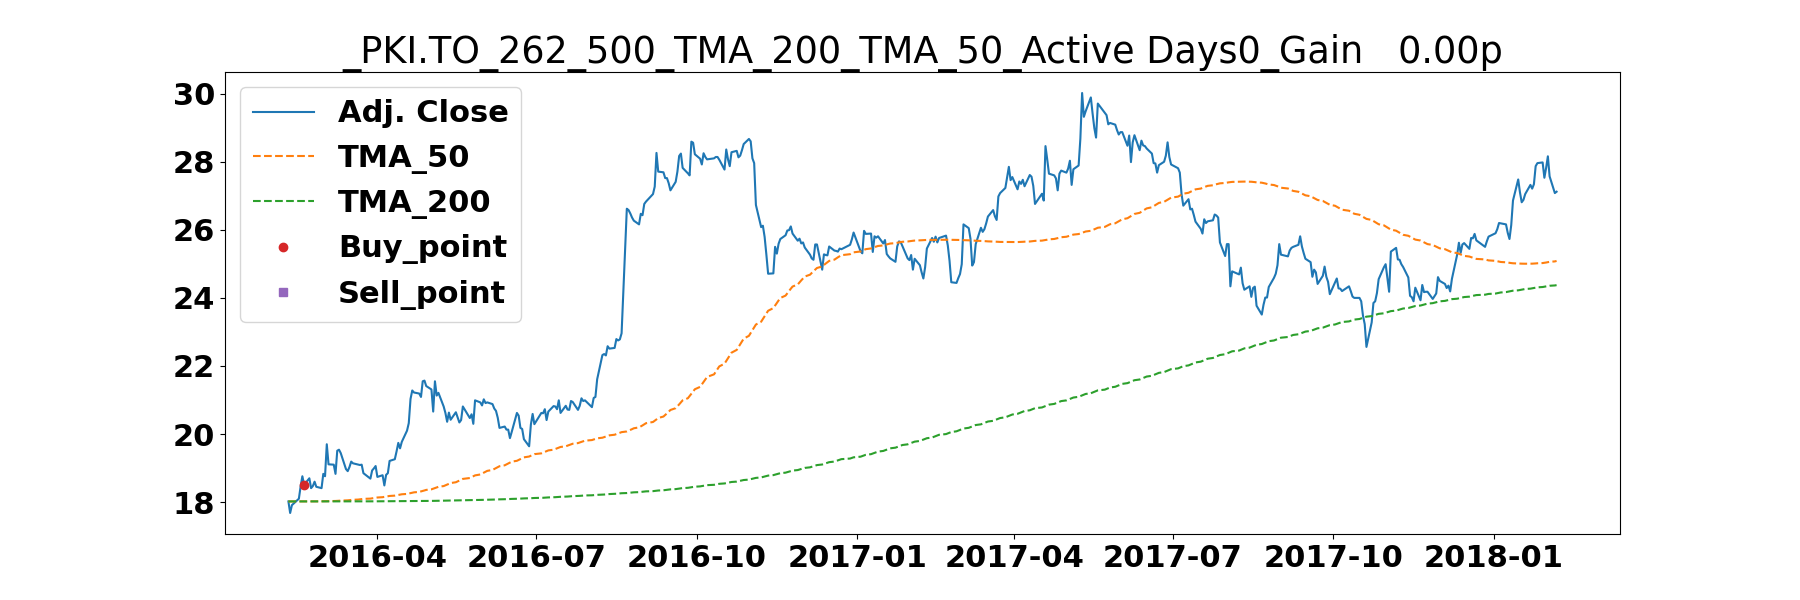 _PKI.TO_262_500_TMA_200_TMA_50_Active Days0_Gain   0.00p
30
28
26
24
22
20
18
Adj. Close
TMA_50
TMA_200
Buy_point
Sell_point
2016-04 2016-07 2016-10 2017-01 2017-04 2017-07 2017-10 2018-01